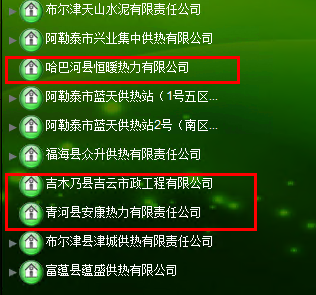 布尔津天山水泥有限责任公司
阿勒泰市兴业集中供热有限公司
哈巴河县恒暖热力有限公司
阿勒泰市蓝天供热站（1号五区...
阿勒泰市蓝天供热站2号（南区...
福海县众升供热有限责任公司
吉木乃县吉云市政工程有限公司
青河县安康热力有限责任公司
布尔津县津城供热有限责任公司
富蕴县蕴盛供热有限公司